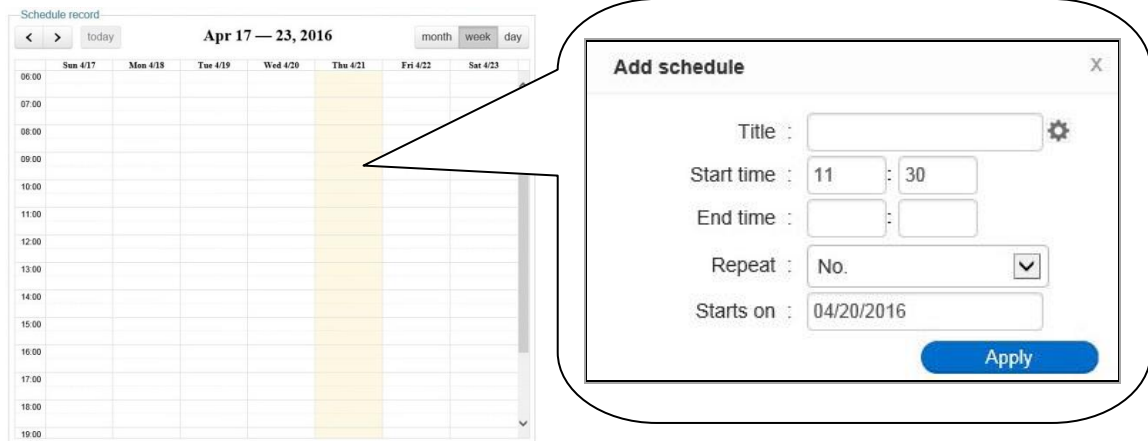 Schedule record
< > today Apr 17 — 23, 2016 month week day
Sun 4/17 Mon 4/18 Tue 4/19 Wed 4/20 Thu 4/21 Fri 4/22 Sat 4/23
06:00
07:00
08:00
09:00
10:00
11:00
12:00
13:00
14:00
15:00
16:00
17:00
18:00
19:00
Add schedule X
Title :
Start time : 11 : 30
End time : :
Repeat : No.
Starts on : 04/20/2016
Apply